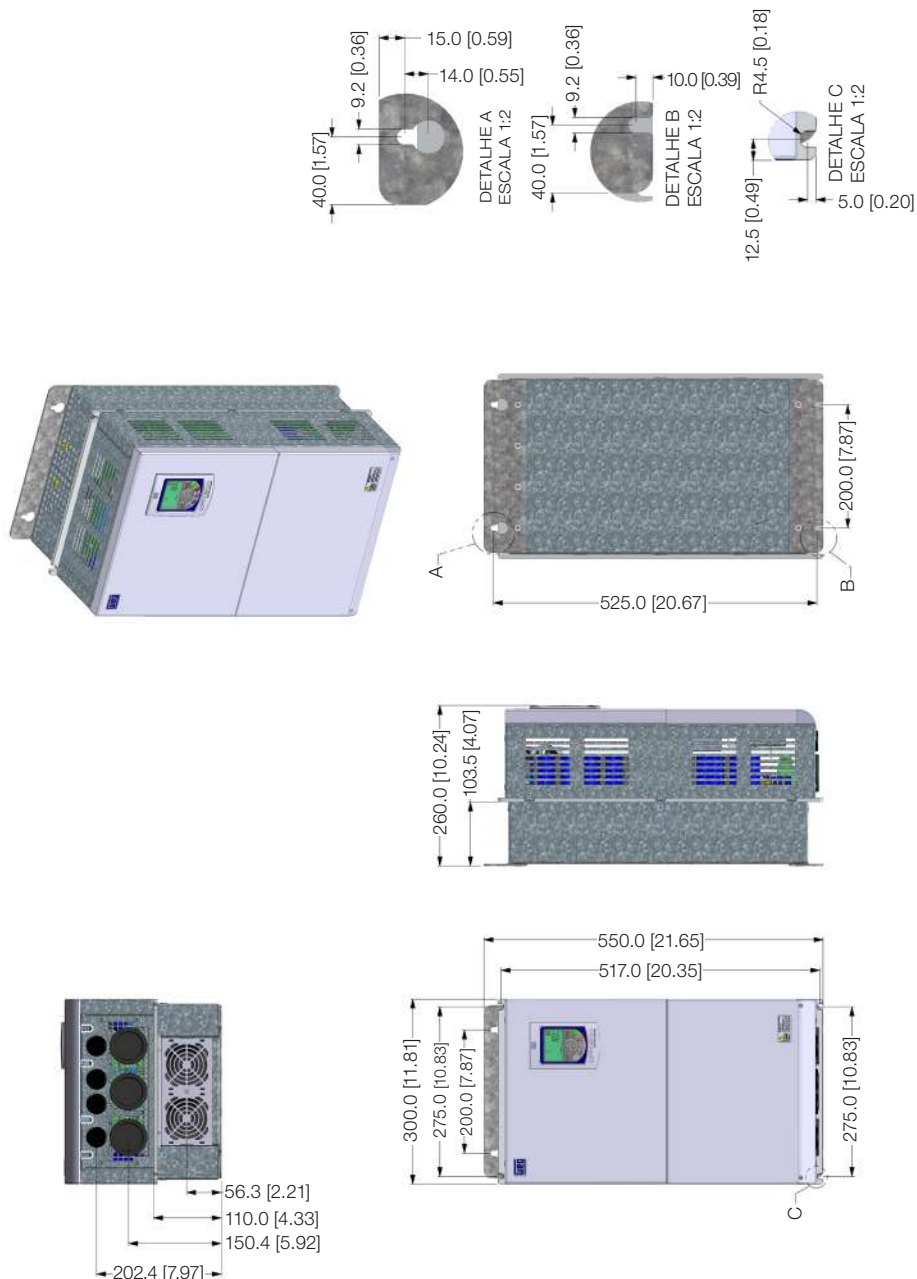 15.0 [0.59]
14.0 [0.55]
9.2 [0.36]
40.0 [1.57]
DETALHE A
ESCALA 1:2
9.2 [0.36]
10.0 [0.39]
40.0 [1.57]
DETALHE B
ESCALA 1:2
R4.5 [0.18]
12.5 [0.49]
5.0 [0.20]
DETALHE C
ESCALA 1:2
weg
A
B
525.0 [20.67]
200.0 [7.87]
260.0 [10.24]
103.5 [4.07]
550.0 [21.65]
517.0 [20.35]
300.0 [11.81]
275.0 [10.83]
200.0 [7.87]
275.0 [10.83]
weg
C
56.3 [2.21]
110.0 [4.33]
150.4 [5.92]
202.4 [7.97]